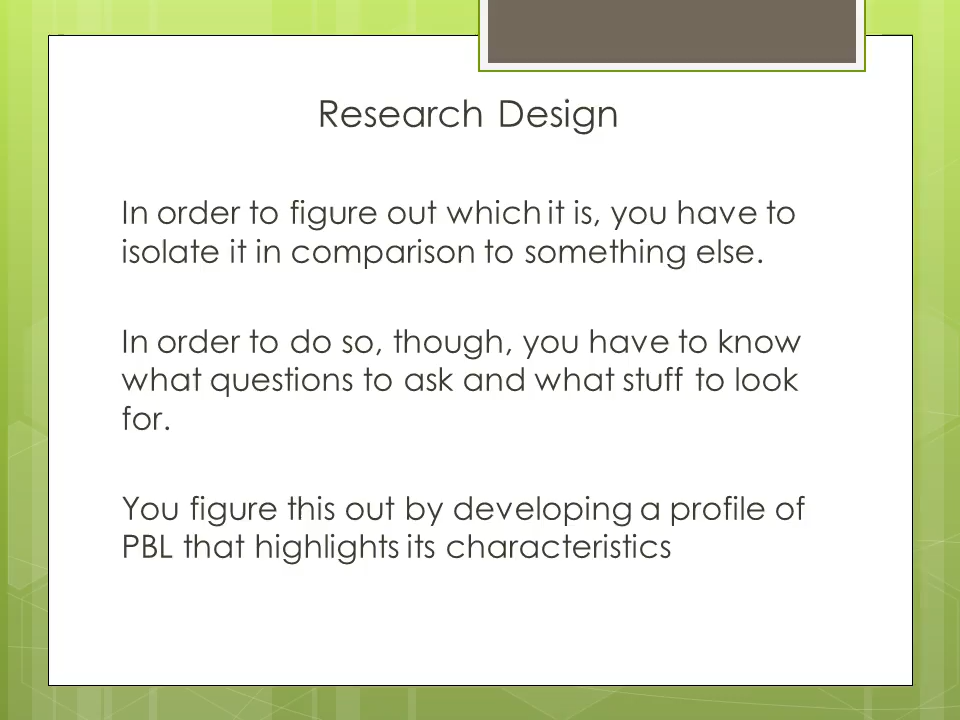 Research Design
In order to figure out which it is, you have to
isolate it in comparison to something else.
In order to do so, though, you have to know
what questions to ask and what stuff to look
for.
You figure this out by developing a profile of
PBL that highlights its characteristics